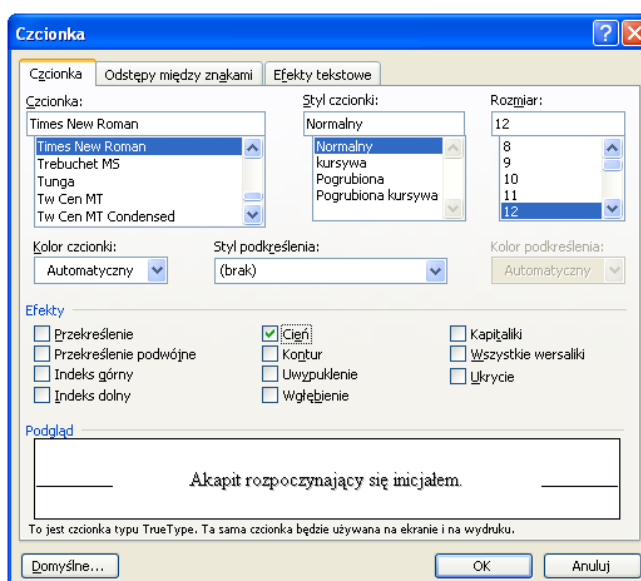 Czcionka
Czcionka Odstępy między znakami Efekty tekstowe
Czcionka: Styl czcionki: Rozmiar:
Times New Roman Normalny 12
Times New Roman Normalny 8
Trebuchet MS kursywa 9
Tunga Pogrubiona 10
Tw Cen MT Pogrubiona kursywa 11
Tw Cen MT Condensed 12
Kolor czcionki: Styl podkreślenia: Kolor podkreślenia:
Automatyczny (brak) Automatyczny
Efekty
Przekreślenie Cień Kapitaliki
Przekreślenie podwójne Kontur Wszystkie wersaliki
Indeks górny Uwypuklenie Ukrycie
Indeks dolny Wgłębienie
Podgląd
Akapit rozpoczynający się inicjałem.
To jest czcionka typu TrueType. Ta sama czcionka będzie używana na ekranie i na wydruku.
Domyślne... OK Anuluj